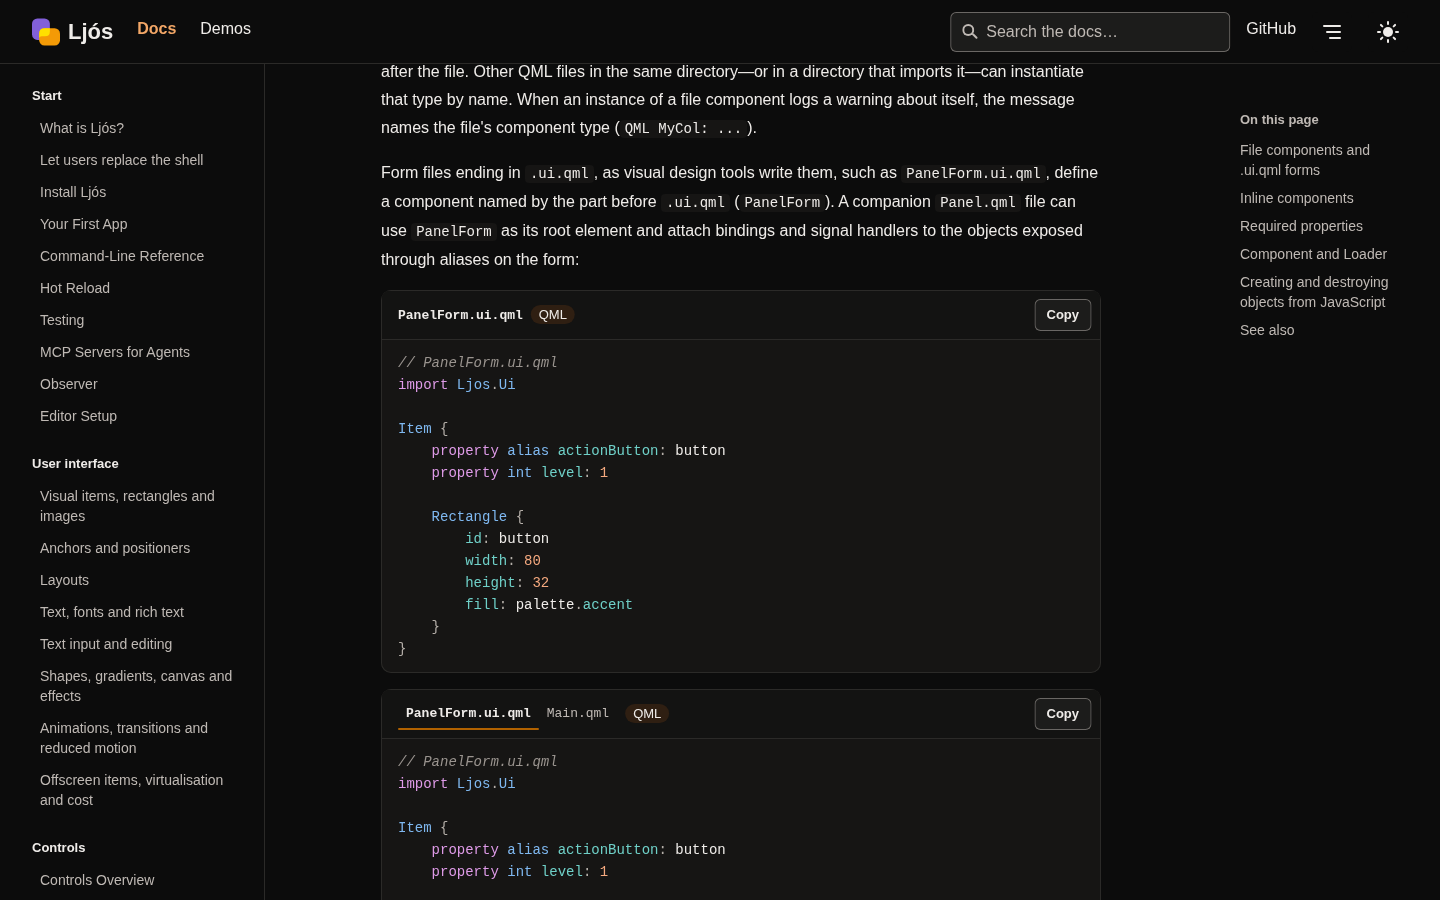 Ljós
Docs
Demos
Search the docs…
GitHub
Start
What is Ljós?
Let users replace the shell
Install Ljós
Your First App
Command-Line Reference
Hot Reload
Testing
MCP Servers for Agents
Observer
Editor Setup
User interface
Visual items, rectangles and
images
Anchors and positioners
Layouts
Text, fonts and rich text
Text input and editing
Shapes, gradients, canvas and
effects
Animations, transitions and
reduced motion
Offscreen items, virtualisation
and cost
Controls
Controls Overview
after the file. Other QML files in the same directory—or in a directory that imports it—can instantiate
that type by name. When an instance of a file component logs a warning about itself, the message
names the file's component type ( QML MyCol: ... ).
Form files ending in .ui.qml, as visual design tools write them, such as PanelForm.ui.qml, define
a component named by the part before .ui.qml ( PanelForm ). A companion Panel.qml file can
use PanelForm as its root element and attach bindings and signal handlers to the objects exposed
through aliases on the form:
PanelForm.ui.qml QML Copy
// PanelForm.ui.qml
import Ljos.Ui
Item {
    property alias actionButton: button
    property int level: 1
    Rectangle {
        id: button
        width: 80
        height: 32
        fill: palette.accent
    }
}
PanelForm.ui.qml Main.qml QML Copy
// PanelForm.ui.qml
import Ljos.Ui
Item {
    property alias actionButton: button
    property int level: 1
On this page
File components and
.ui.qml forms
Inline components
Required properties
Component and Loader
Creating and destroying
objects from JavaScript
See also